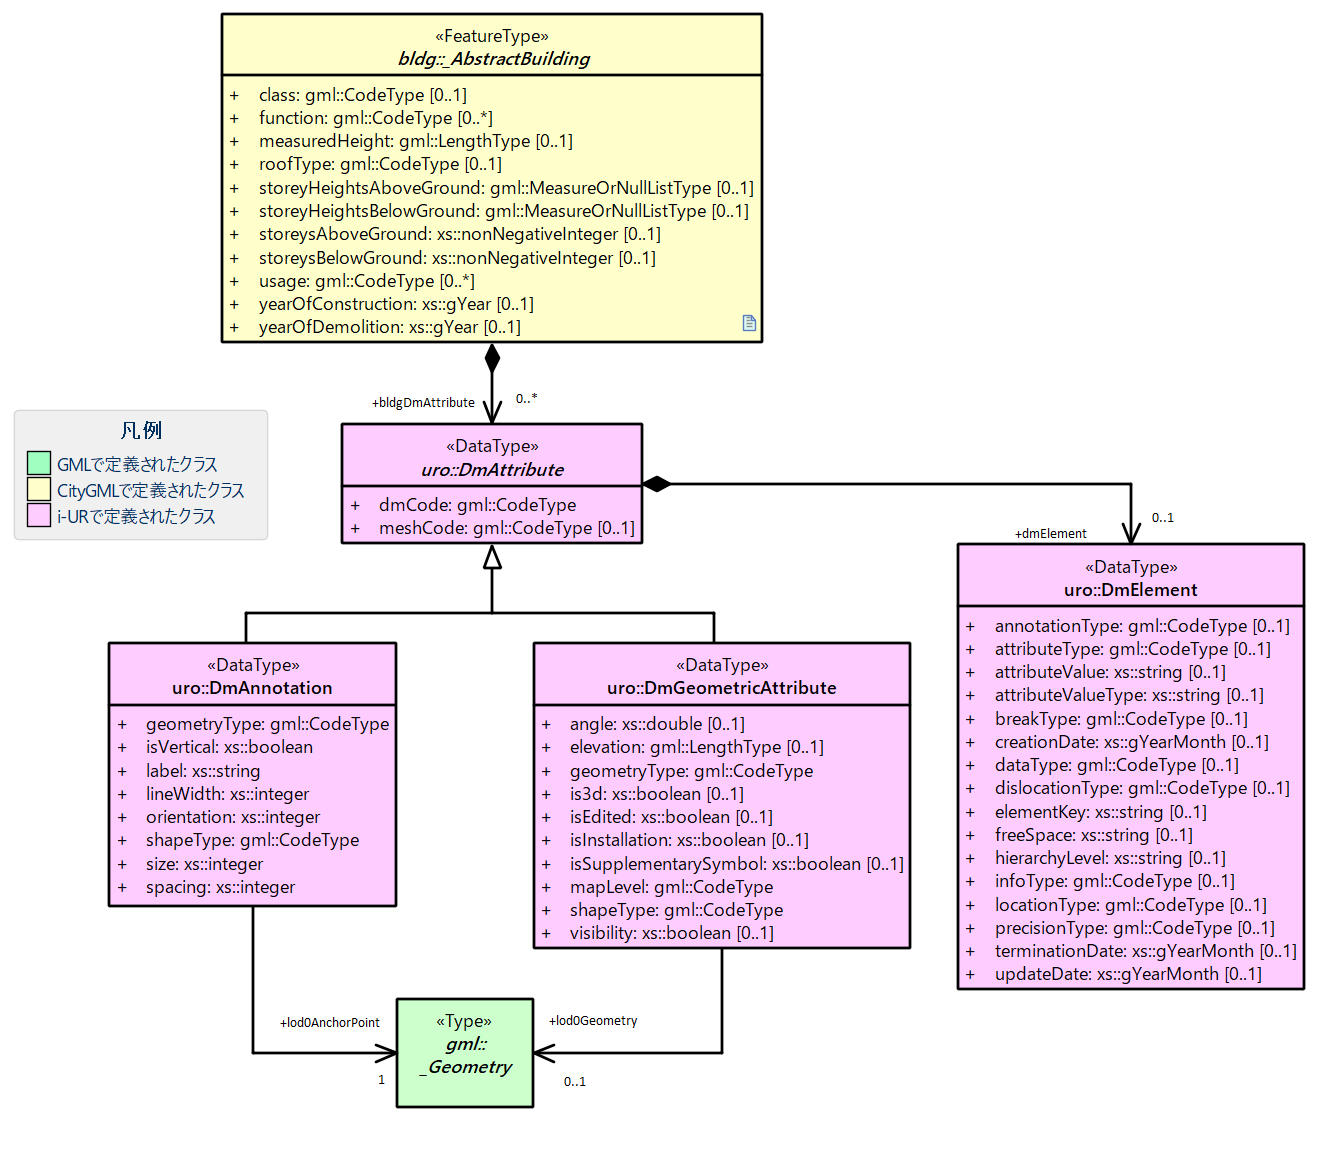 «FeatureType»
bldg::_AbstractBuilding
+ class: gml::CodeType [0..1]
+ function: gml::CodeType [0..*]
+ measuredHeight: gml::LengthType [0..1]
+ roofType: gml::CodeType [0..1]
+ storeyHeightsAboveGround: gml::MeasureOrNullListType [0..1]
+ storeyHeightsBelowGround: gml::MeasureOrNullListType [0..1]
+ storeysAboveGround: xs::nonNegativeInteger [0..1]
+ storeysBelowGround: xs::nonNegativeInteger [0..1]
+ usage: gml::CodeType [0..*]
+ yearOfConstruction: xs::gYear [0..1]
+ yearOfDemolition: xs::gYear [0..1]
+bldgDmAttribute
0..*
凡例
GMLで定義されたクラス
CityGMLで定義されたクラス
i-URで定義されたクラス
«DataType»
uro::DmAttribute
+ dmCode: gml::CodeType
+ meshCode: gml::CodeType [0..1]
0..1
+dmElement
«DataType»
uro::DmElement
+ annotationType: gml::CodeType [0..1]
+ attributeType: gml::CodeType [0..1]
+ attributeValue: xs::string [0..1]
+ attributeValueType: xs::string [0..1]
+ breakType: gml::CodeType [0..1]
+ creationDate: xs::gYearMonth [0..1]
+ dataType: gml::CodeType [0..1]
+ dislocationType: gml::CodeType [0..1]
+ elementKey: xs::string [0..1]
+ freeSpace: xs::string [0..1]
+ hierarchyLevel: xs::string [0..1]
+ infoType: gml::CodeType [0..1]
+ locationType: gml::CodeType [0..1]
+ precisionType: gml::CodeType [0..1]
+ terminationDate: xs::gYearMonth [0..1]
+ updateDate: xs::gYearMonth [0..1]
«DataType»
uro::DmAnnotation
+ geometryType: gml::CodeType
+ isVertical: xs::boolean
+ label: xs::string
+ lineWidth: xs::integer
+ orientation: xs::integer
+ shapeType: gml::CodeType
+ size: xs::integer
+ spacing: xs::integer
«DataType»
uro::DmGeometricAttribute
+ angle: xs::double [0..1]
+ elevation: gml::LengthType [0..1]
+ geometryType: gml::CodeType
+ is3d: xs::boolean [0..1]
+ isEdited: xs::boolean [0..1]
+ isInstallation: xs::boolean [0..1]
+ isSupplementarySymbol: xs::boolean [0..1]
+ mapLevel: gml::CodeType
+ shapeType: gml::CodeType
+ visibility: xs::boolean [0..1]
+lod0AnchorPoint
1
«Type»
gml::
_Geometry
+lod0Geometry
0..1